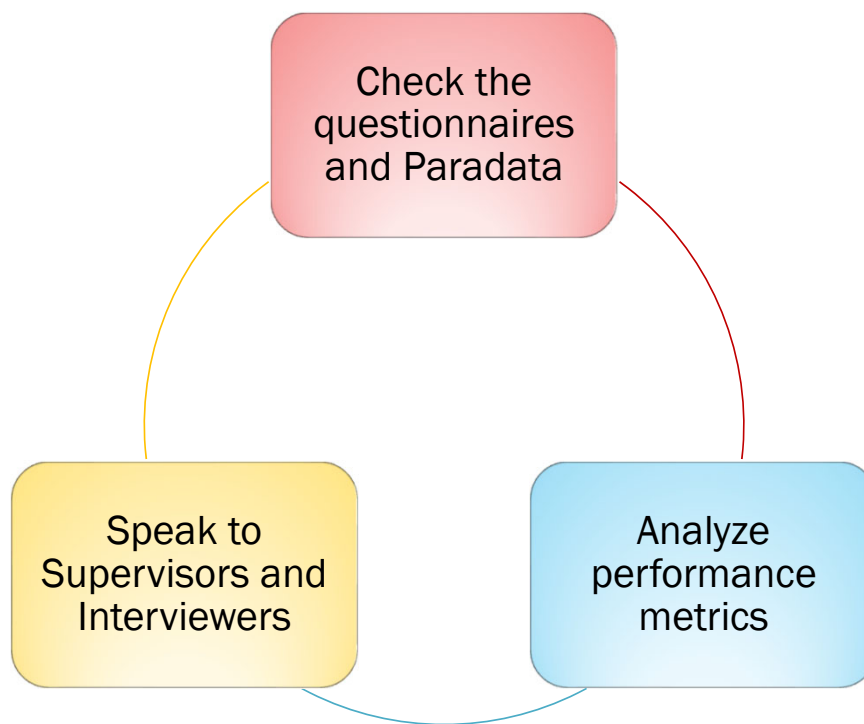 Check the
questionnaires
and Paradata
Speak to
Supervisors and
Interviewers
Analyze
performance
metrics